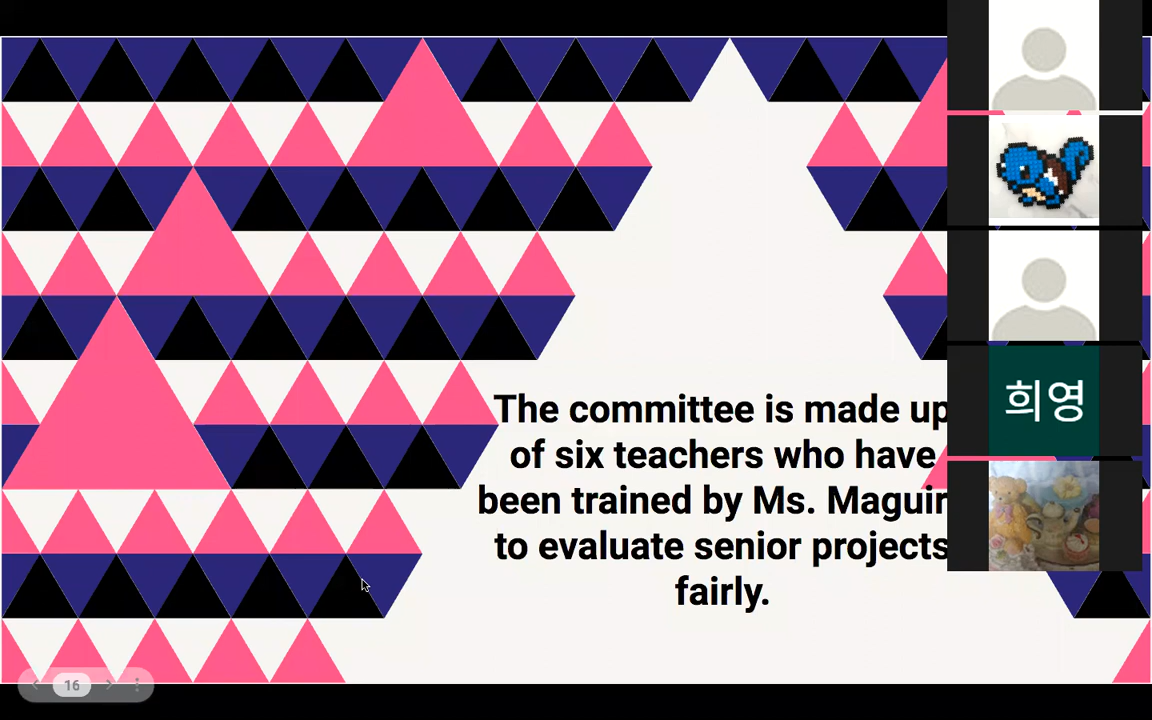 The committee is made up
of six teachers who have
been trained by Ms. Maguir
to evaluate senior projects
fairly.
희영
16